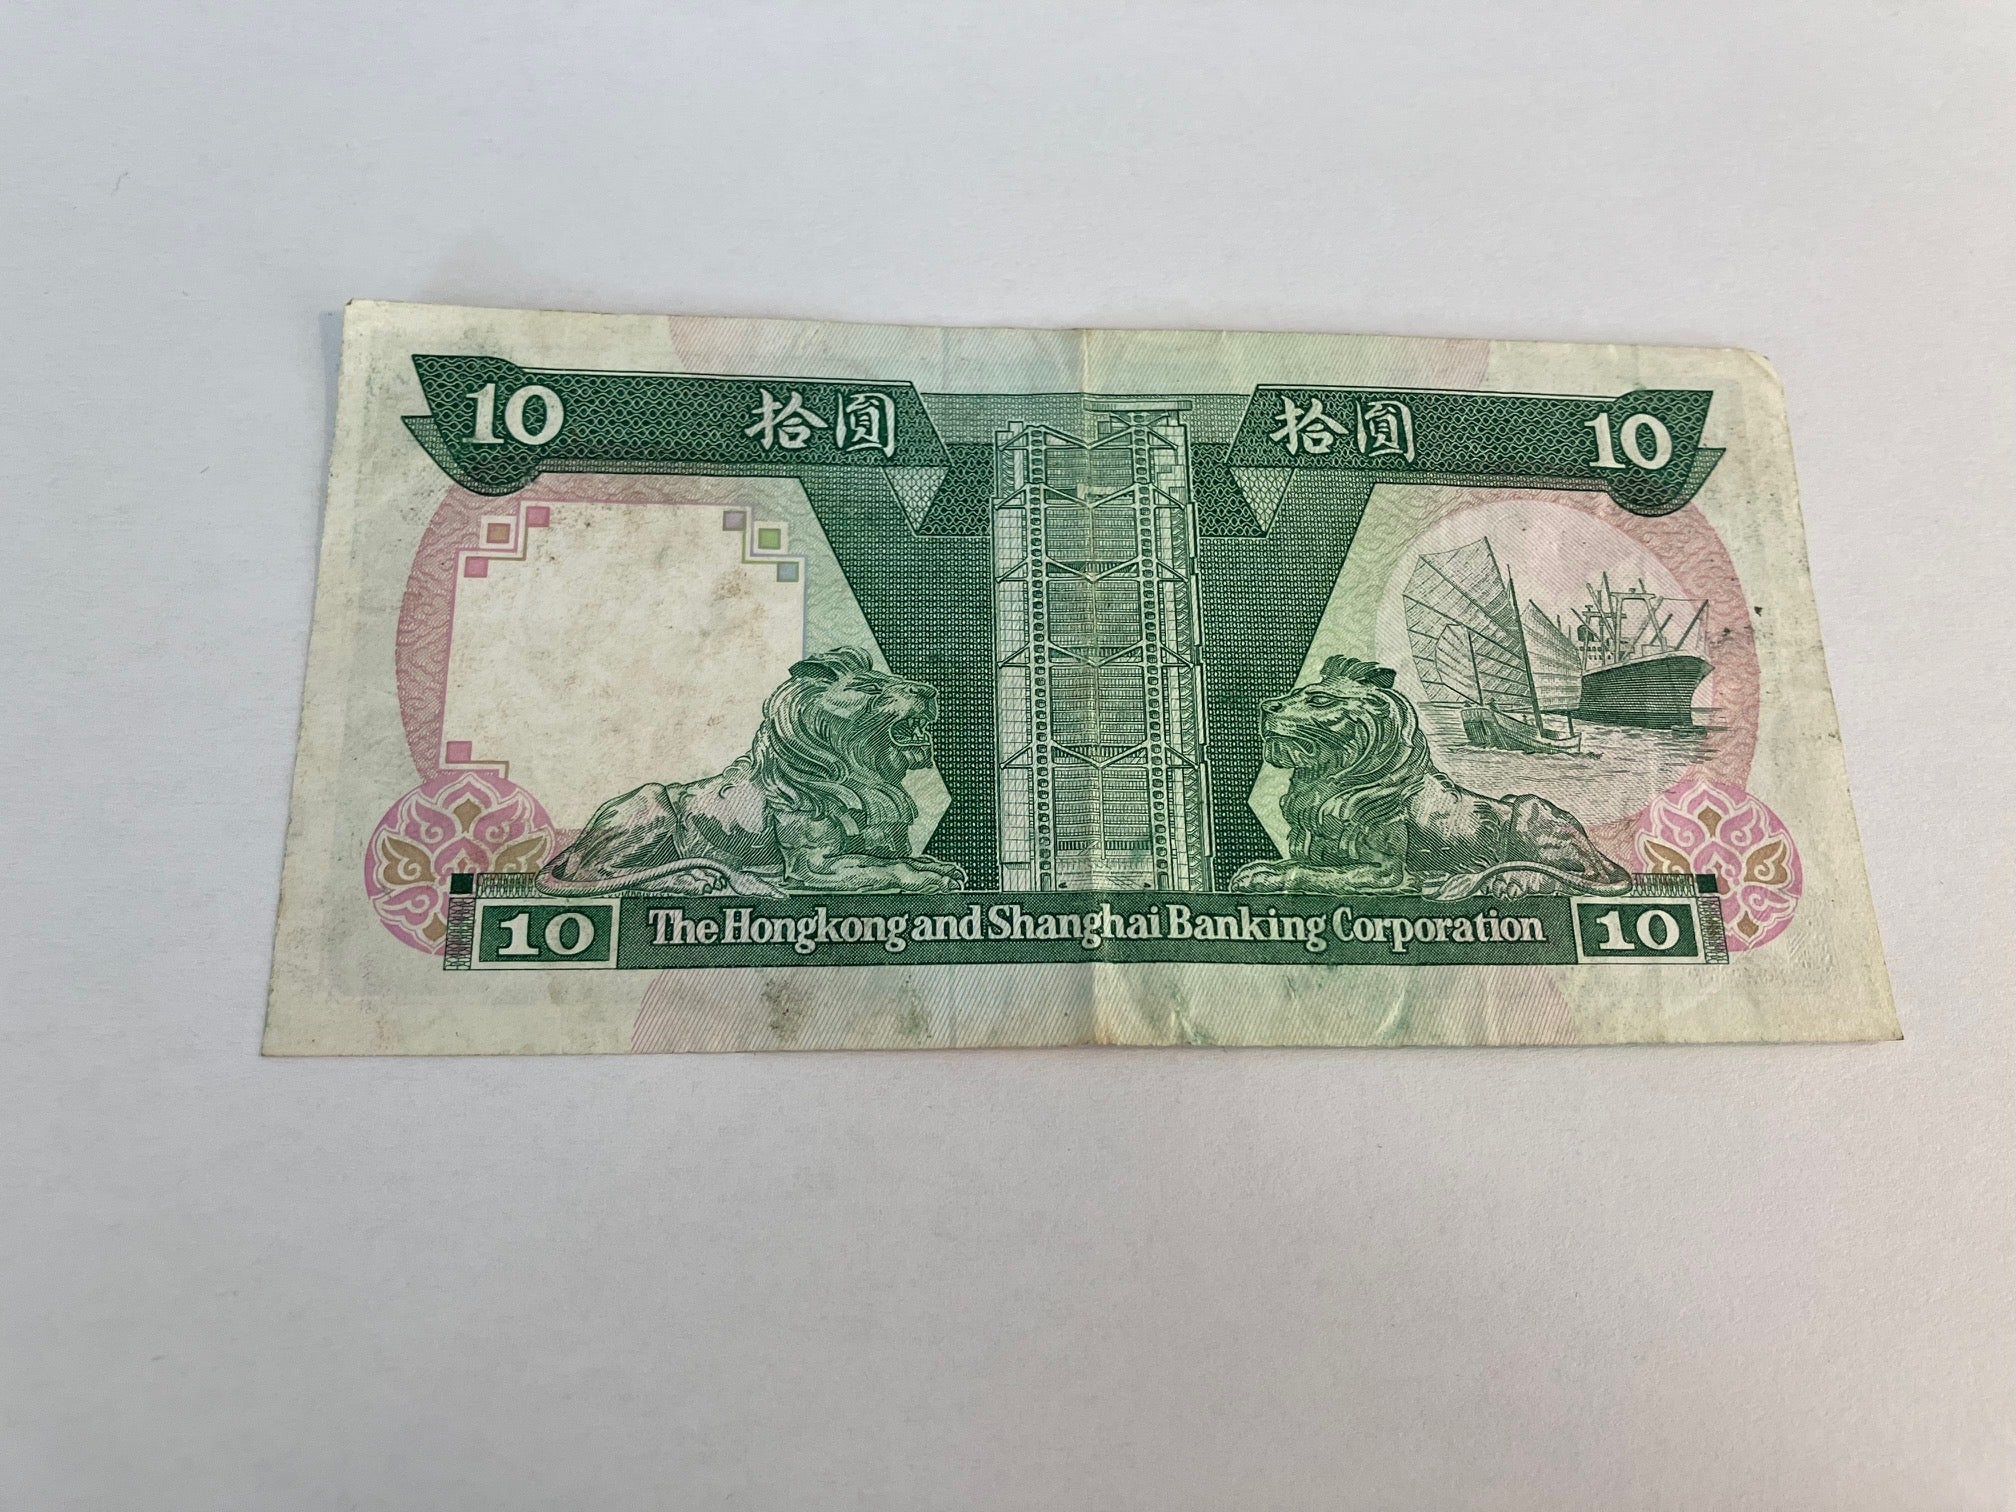 10 拾圓 拾圓 10
10 The Hongkong and Shanghai Banking Corporation 10